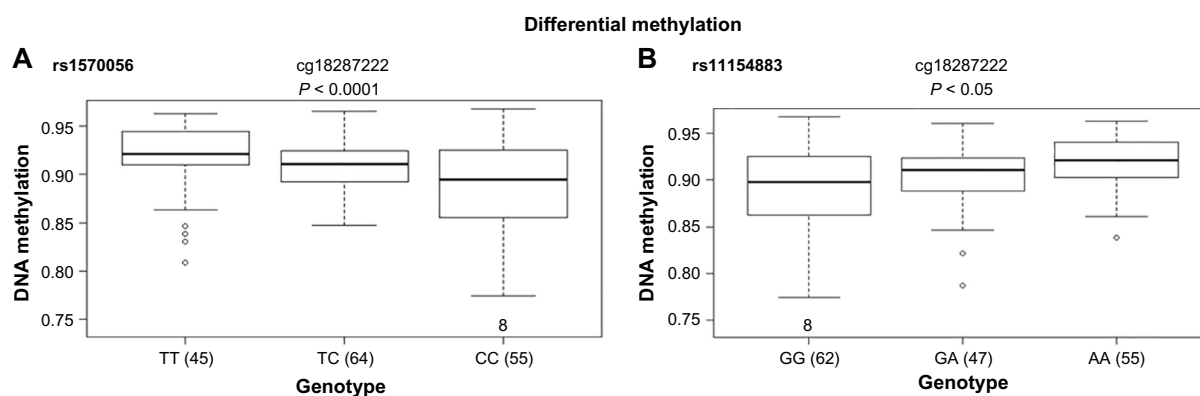 Differential methylation
A
rs1570056
cg18287222
P < 0.0001
DNA methylation
0.95
0.90
0.85
0.80
0.75
8
TT (45)
TC (64)
CC (55)
Genotype
B
rs11154883
cg18287222
P < 0.05
DNA methylation
0.95
0.90
0.85
0.80
0.75
8
GG (62)
GA (47)
AA (55)
Genotype